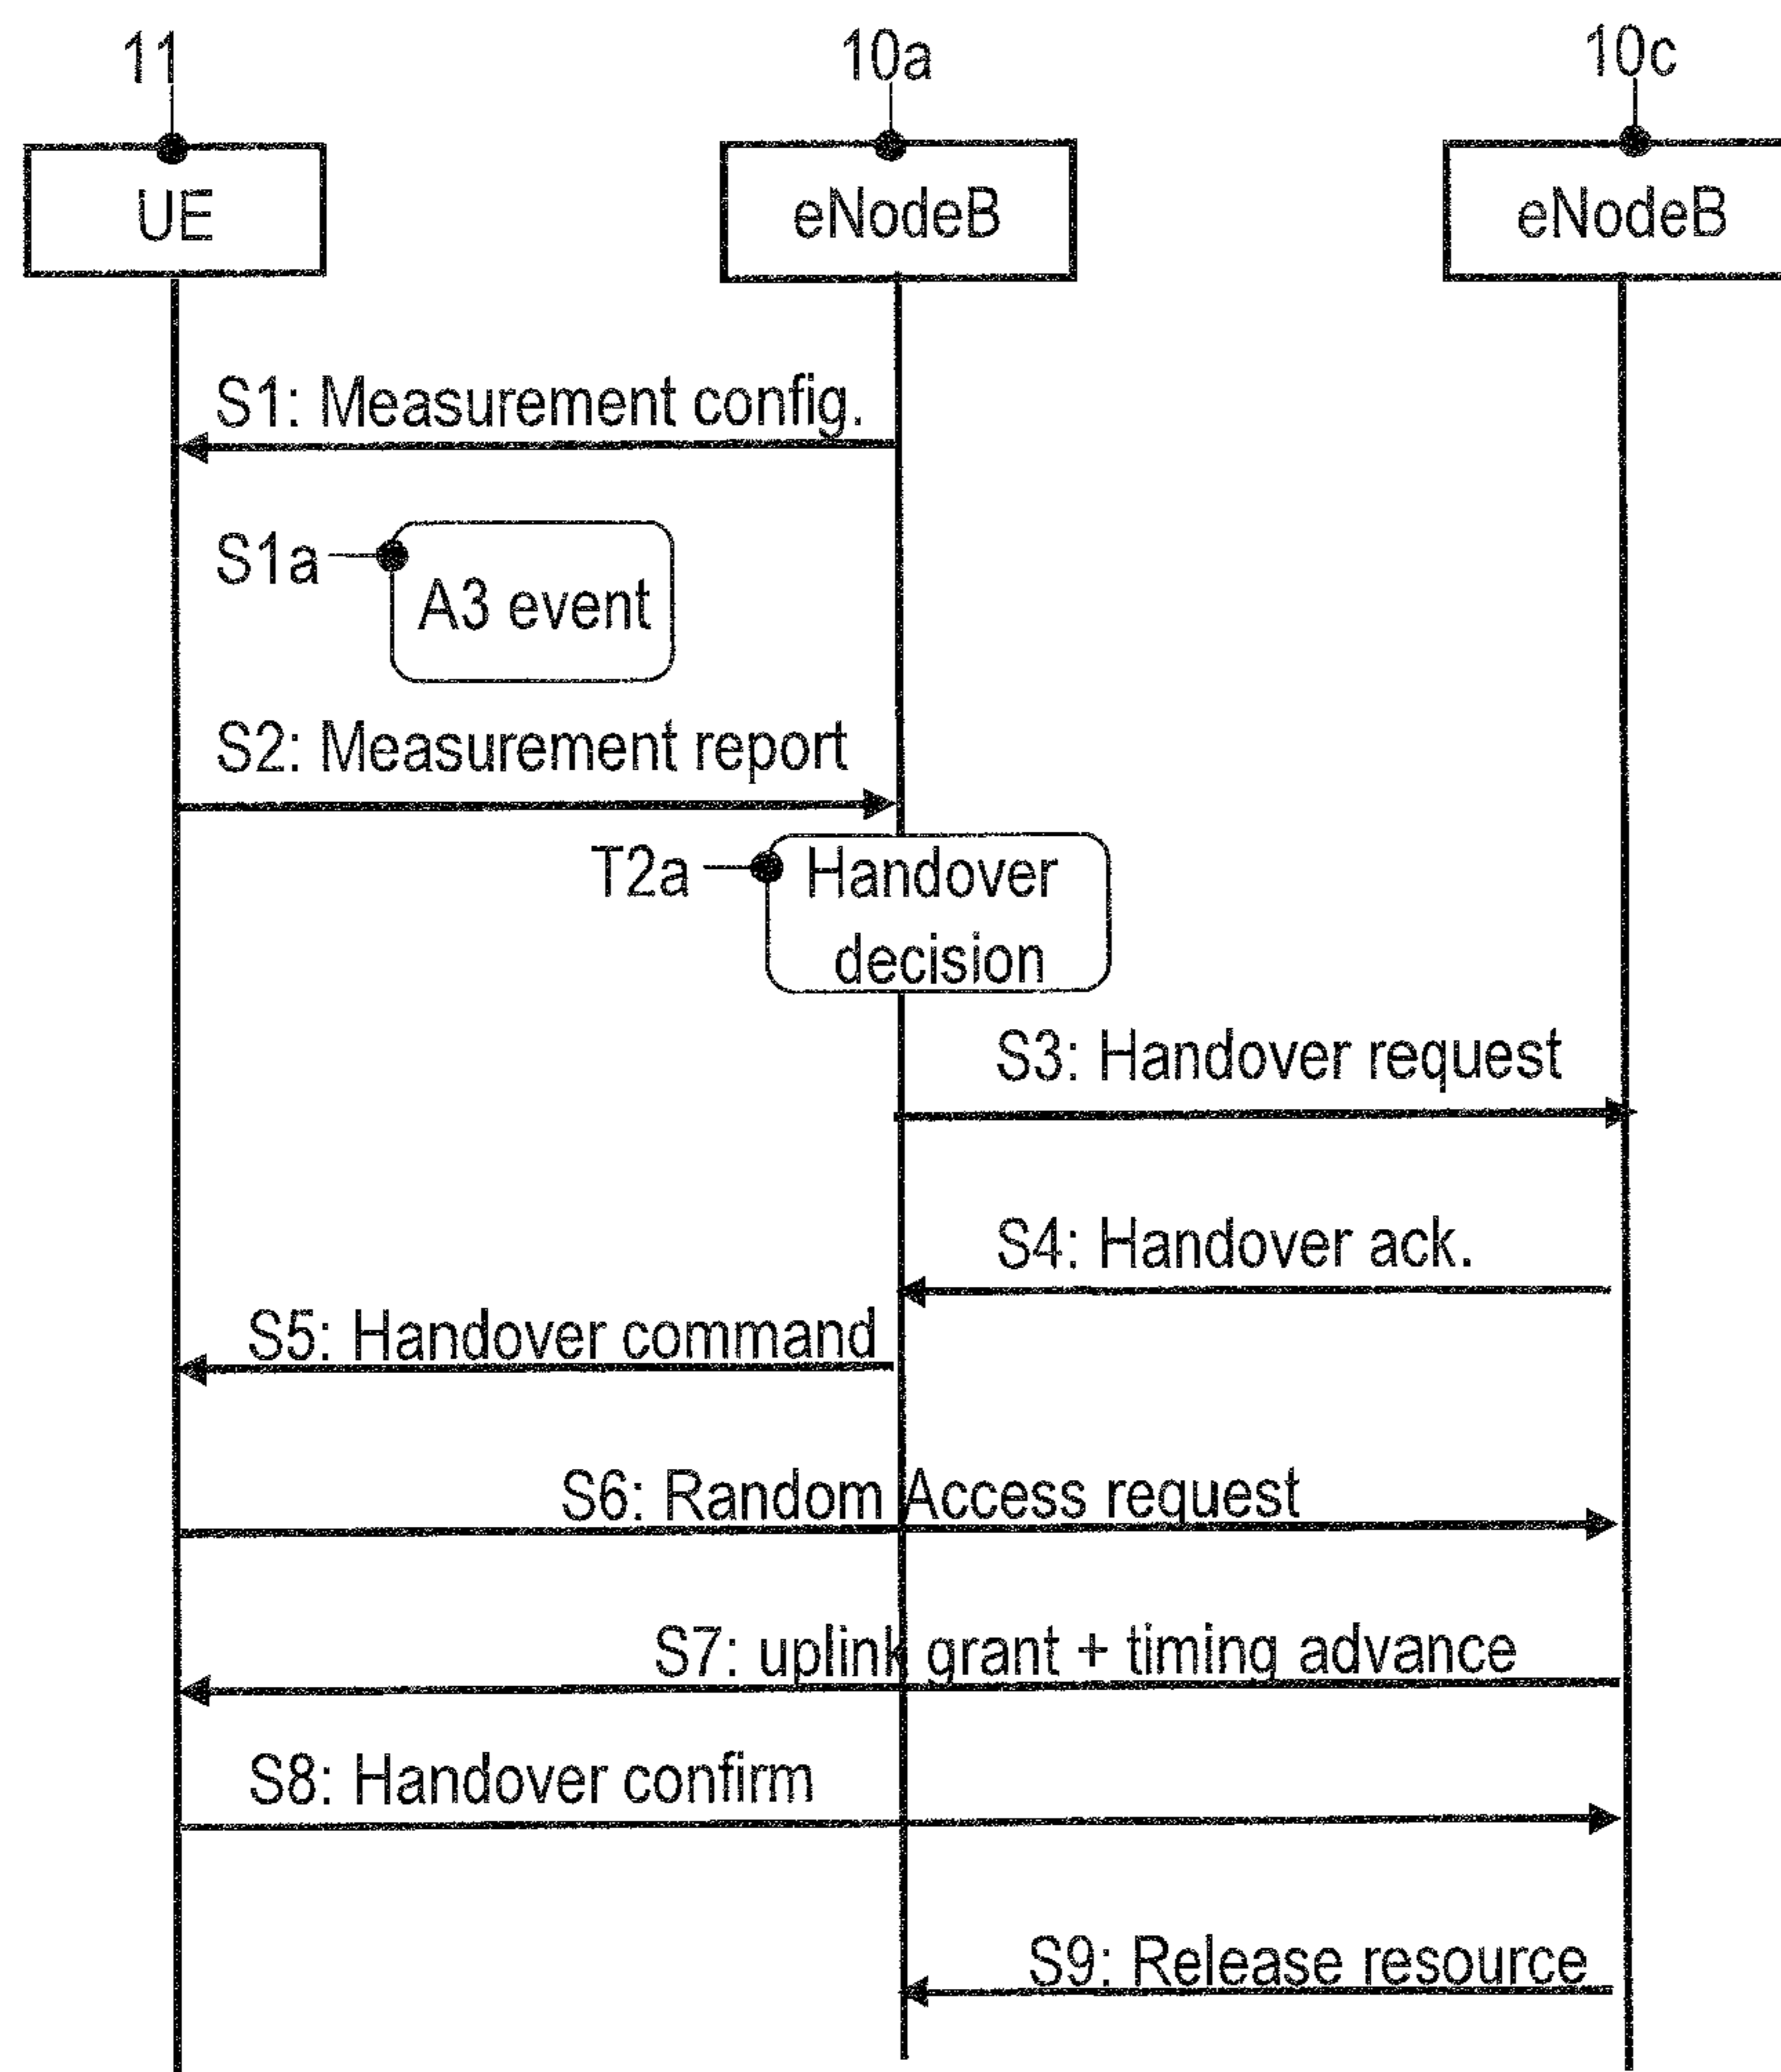 11
10a
10c
UE
eNodeB
eNodeB
S1: Measurement config.
S1a
A3 event
S2: Measurement report
T2a
Handover
decision
S3: Handover request
S4: Handover ack.
S5: Handover command
S6: Random Access request
S7: uplink grant + timing advance
S8: Handover confirm
S9: Release resource